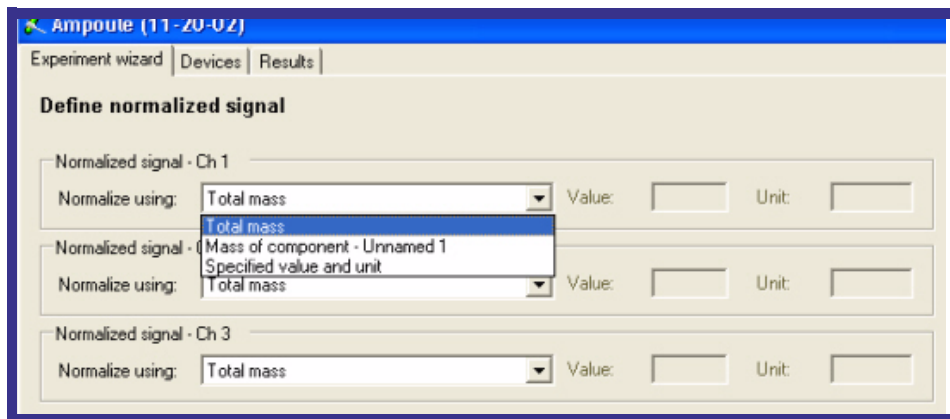 Ampoule (11-20-02)
Experiment wizard Devices Results
Define normalized signal
Normalized signal - Ch 1
Normalize using: Total mass Value: Unit:
Total mass
Mass of component - Unnamed 1
Specified value and unit
Normalized signal -
Normalize using: Total mass Value: Unit:
Normalized signal - Ch 3
Normalize using: Total mass Value: Unit: